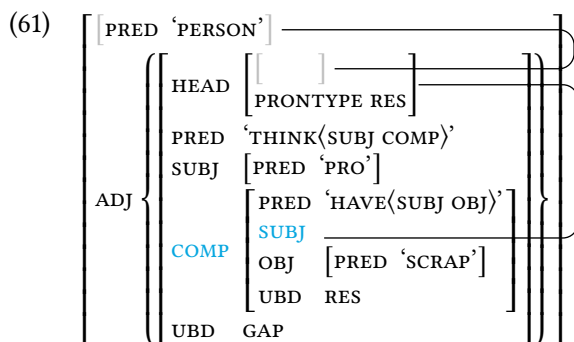 (61)
[PRED ‘PERSON’]
HEAD [ ]
PRONTYPE RES
PRED ‘THINK⟨SUBJ COMP⟩’
SUBJ [PRED ‘PRO’]
ADJ
PRED ‘HAVE⟨SUBJ OBJ⟩’
SUBJ
COMP
OBJ [PRED ‘SCRAP’]
UBD RES
UBD GAP